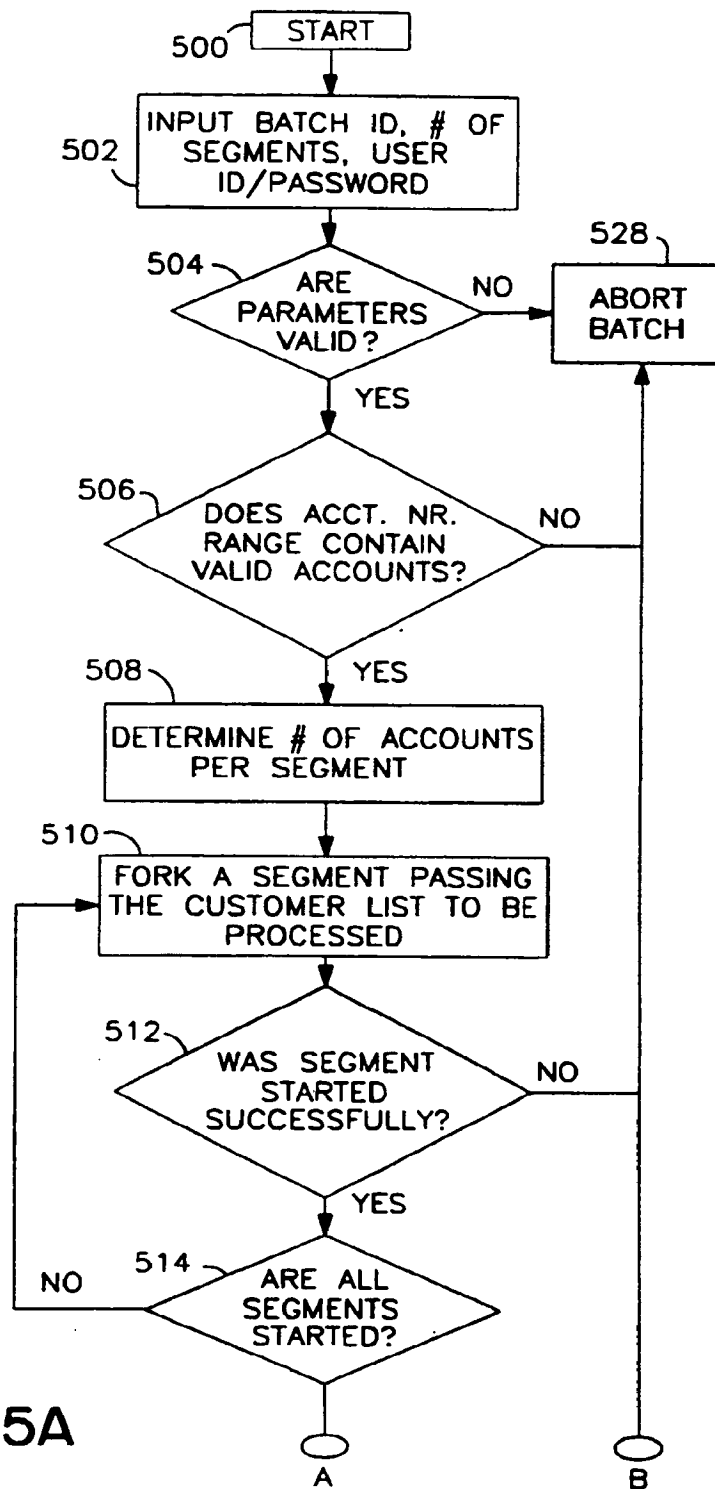 START
500
INPUT BATCH ID, # OF
SEGMENTS, USER
ID/PASSWORD
502
504
ARE
PARAMETERS
VALID?
NO
528
ABORT
BATCH
YES
506
DOES ACCT. NR.
RANGE CONTAIN
VALID ACCOUNTS?
NO
YES
508
DETERMINE # OF ACCOUNTS
PER SEGMENT
510
FORK A SEGMENT PASSING
THE CUSTOMER LIST TO BE
PROCESSED
512
WAS SEGMENT
STARTED
SUCCESSFULLY?
NO
YES
514
NO
ARE ALL
SEGMENTS
STARTED?
5A
A
B